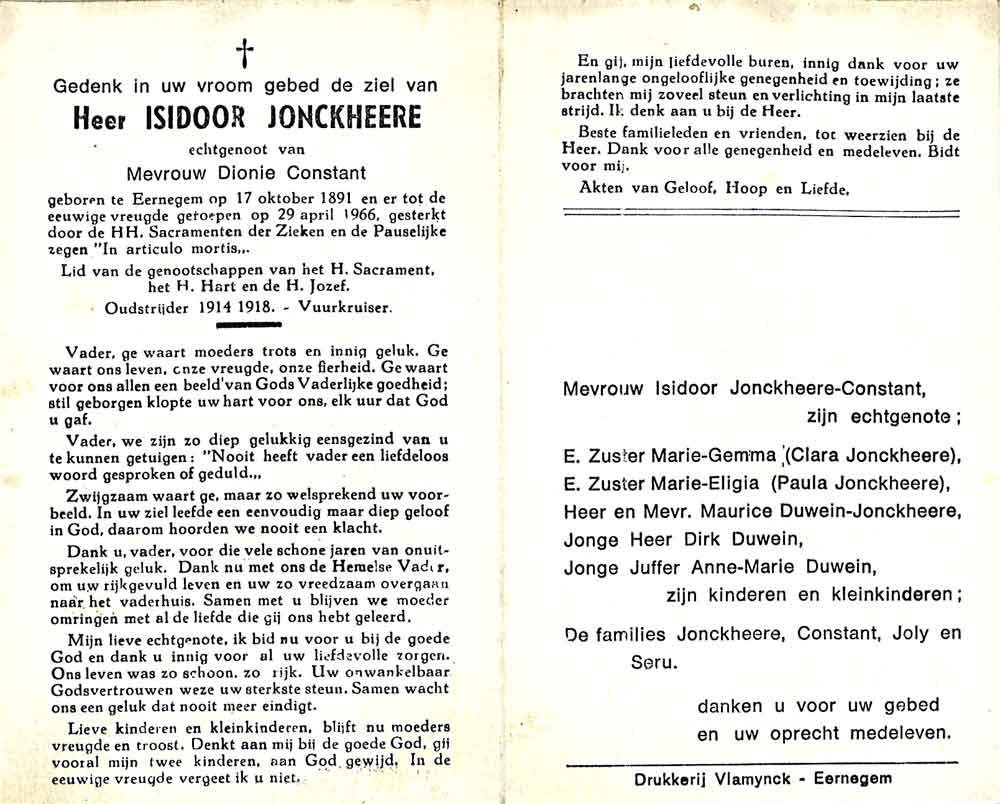 Gedenk in uw vroom gebed de ziel van
Heer ISIDOOR JONCKHEERE
echtgenoot van
Mevrouw Dionie Constant
geboren te Eernegem op 17 oktober 1891 en er tot de
eeuwige vreugde geroepen op 29 april 1966, gesterkt
door de HH. Sacramenten der Zieken en de Pauselijke
zegen "In articulo mortis,,.
Lid van de genootschappen van het H. Sacrament,
het H. Hart en de H. Jozef.
Oudstrijder 1914 1918. - Vuurkruiser.
Vader, ge waart moeders trots en innig geluk. Ge
waart ons leven, onze vreugde, onze fierheid. Ge waart
voor ons allen een beeld van Gods Vaderlijke goedheid;
stil geborgen klopte uw hart voor ons, elk uur dat God
u gaf.
Vader, we zijn zo diep gelukkig eensgezind van u
te kunnen getuigen: "Nooit heeft vader een liefdeloos
woord gesproken of geduld.,,
Zwijgzaam waart ge, maar zo welsprekend uw voor-
beeld. In uw ziel leefde een eenvoudig maar diep geloof
in God, daarom hoorden we nooit een klacht.
Dank u, vader, voor die vele schone jaren van onuit-
sprekelijk geluk. Dank nu met ons de Hemelse Vader,
om uw rijkgevuld leven en uw zo vreedzaam overgaan
naar het vaderhuis. Samen met u blijven we moeder
omringen met al de liefde die gij ons hebt geleerd.
Mijn lieve echtgenote, ik bid nu voor u bij de goede
God en dank u innig voor al uw liefdevolle zorgen.
Ons leven was zo schoon, zo rijk. Uw onwankelbaar
Godsvertrouwen weze uw sterkste steun. Samen wacht
ons een geluk dat nooit meer eindigt.
Lieve kinderen en kleinkinderen, blijft nu moeders
vreugde en troost. Denkt aan mij bij de goede God, gij
vooral mijn twee kinderen, aan God gewijd. In de
eeuwige vreugde vergeet ik u niet.
En gij, mijn liefdevolle buren, innig dank voor uw
jarenlange ongelooflijke genegenheid en toewijding; ze
brachten mij zoveel steun en verlichting in mijn laatste
strijd. Ik denk aan u bij de Heer.
Beste familieleden en vrienden, tot weerzien bij de
Heer. Dank voor alle genegenheid en medeleven. Bidt
voor mij.
Akten van Geloof, Hoop en Liefde.
Mevrouw Isidoor Jonckheere-Constant,
zijn echtgenote;
E. Zuster Marie-Gemma (Clara Jonckheere),
E. Zuster Marie-Eligia (Paula Jonckheere),
Heer en Mevr. Maurice Duwein-Jonckheere,
Jonge Heer Dirk Duwein,
Jonge Juffer Anne-Marie Duwein,
zijn kinderen en kleinkinderen;
De families Jonckheere, Constant, Joly en
Seru.
danken u voor uw gebed
en uw oprecht medeleven.
Drukkerij Vlamynck - Eernegem